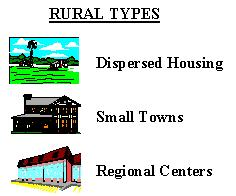 RURAL TYPES
Dispersed Housing
Small Towns
Regional Centers